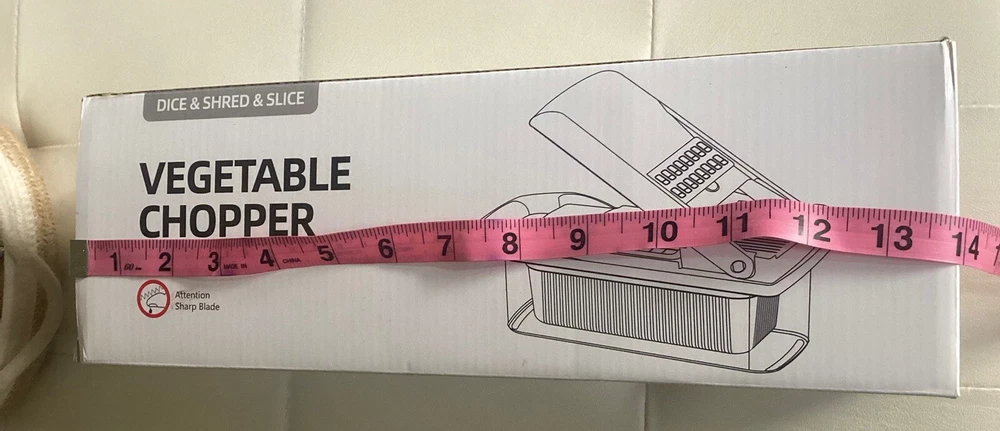 DICE & SHRED & SLICE
VEGETABLE
CHOPPER
1 2 3 MADE IN 4 CHINA 5 6 7 8 9 10 11 12 13 14
Attention
Sharp Blade